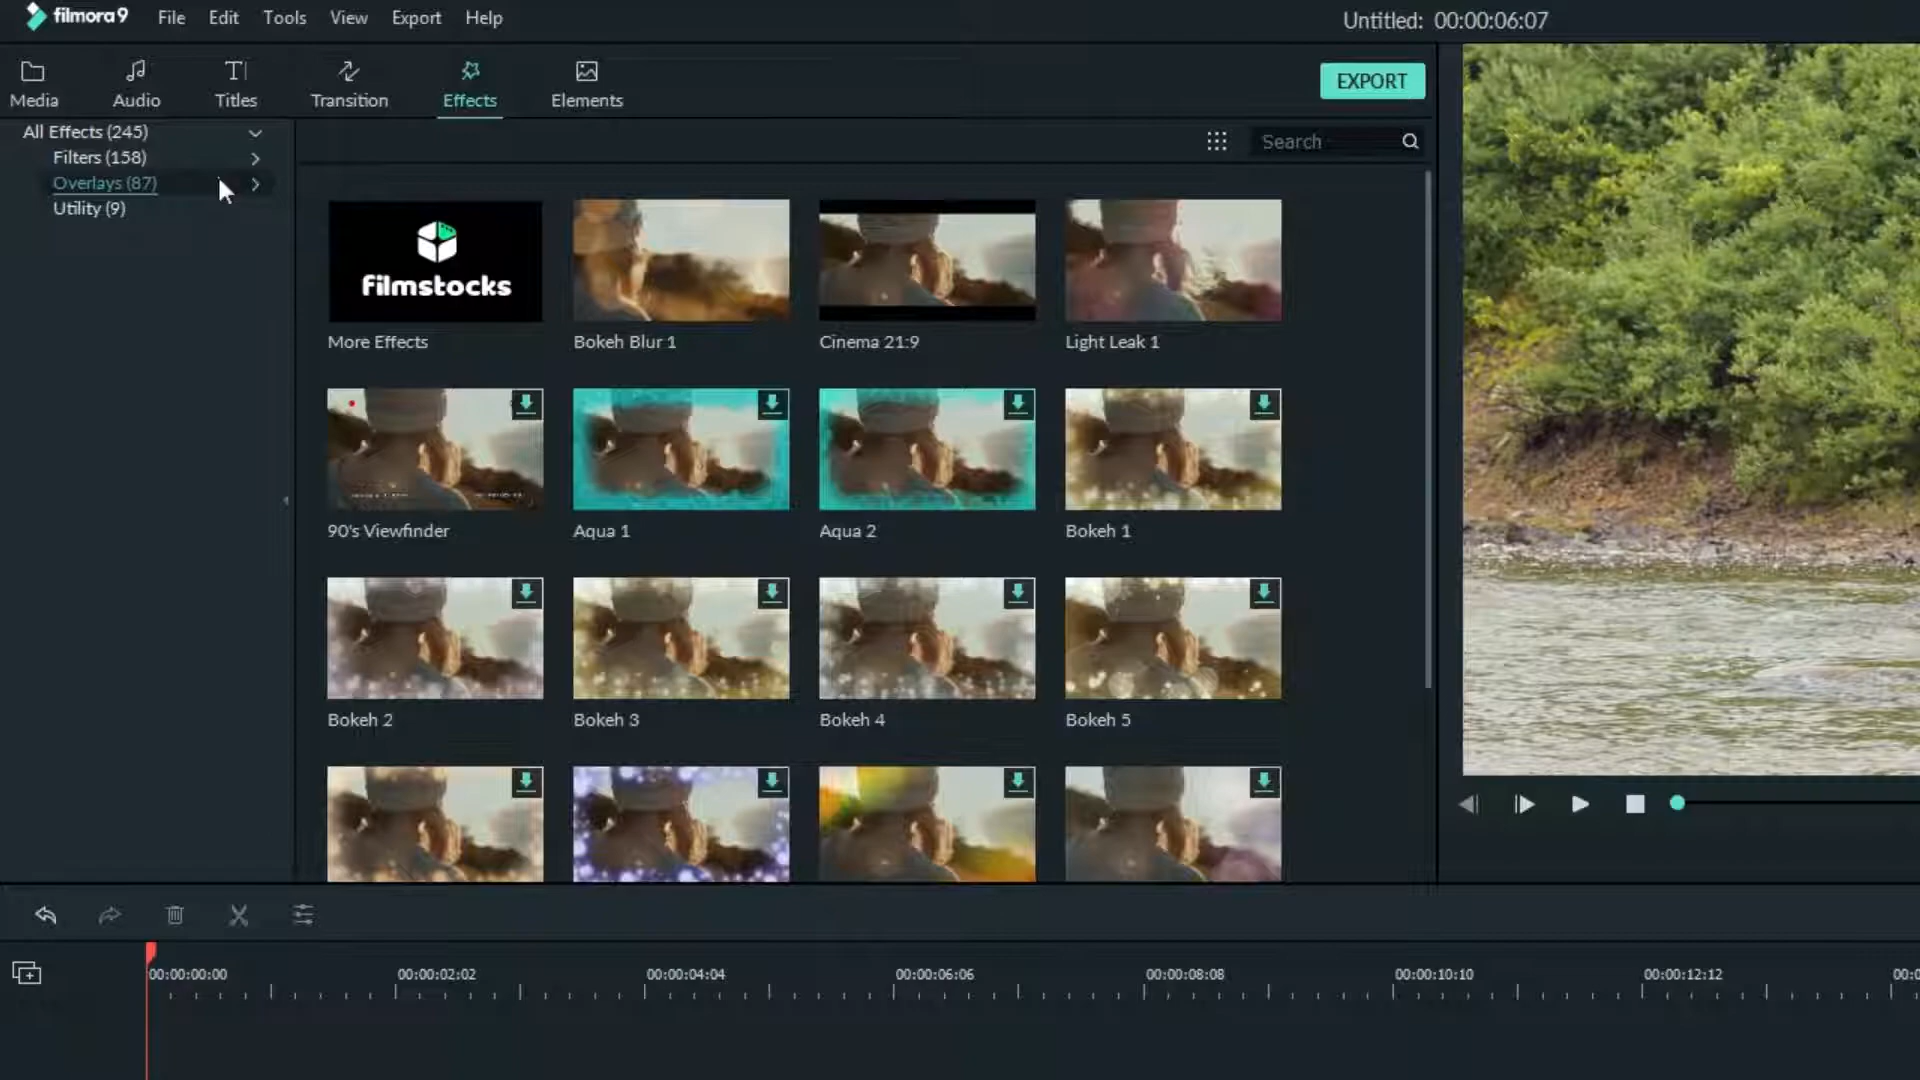 filmora9 File Edit Tools View Export Help Untitled: 00:00:06:07
Media Audio Titles Transition Effects Elements EXPORT
All Effects (245)
Filters (158)
Overlays (87)
Utility (9)
Search
filmstocks
More Effects Bokeh Blur 1 Cinema 21:9 Light Leak 1
90's Viewfinder Aqua 1 Aqua 2 Bokeh 1
Bokeh 2 Bokeh 3 Bokeh 4 Bokeh 5
00:00:00:00 00:00:02:02 00:00:04:04 00:00:06:06 00:00:08:08 00:00:10:10 00:00:12:12